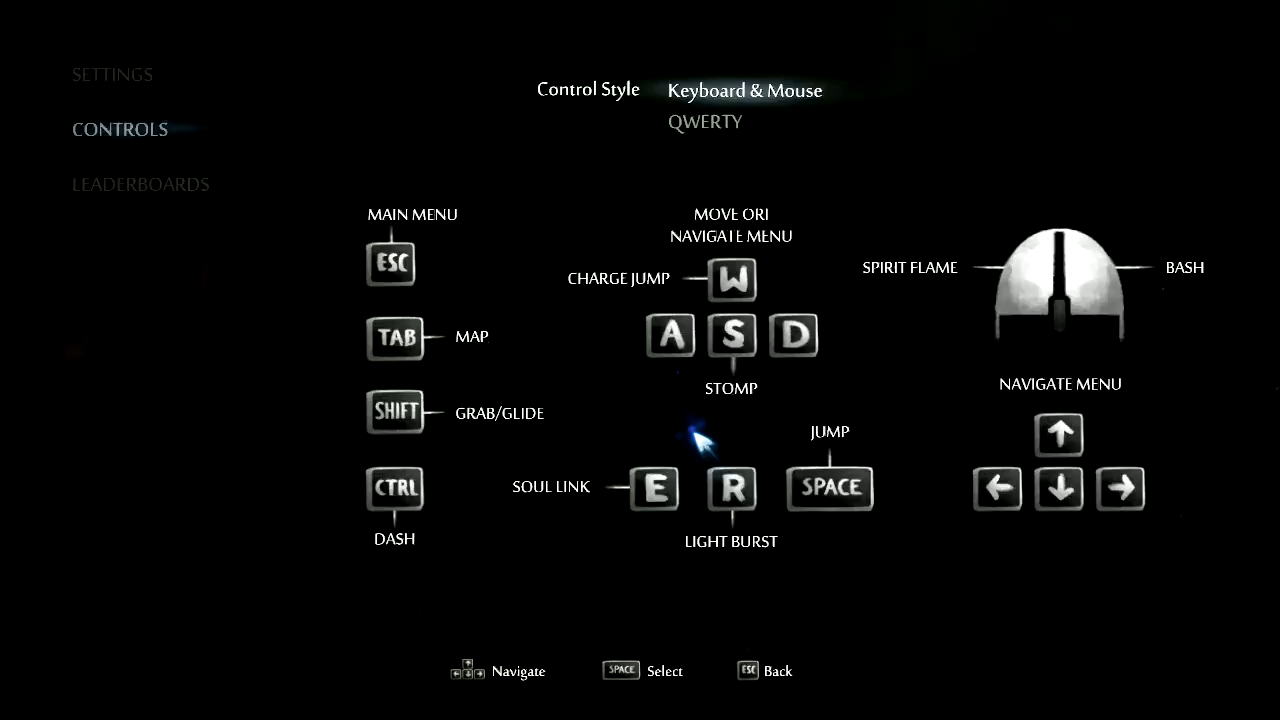 SETTINGS
CONTROLS
LEADERBOARDS
Control Style
Keyboard & Mouse
QWERTY
MAIN MENU
ESC
TAB
MAP
SHIFT
GRAB/GLIDE
CTRL
DASH
MOVE ORI
NAVIGATE MENU
CHARGE JUMP
W
A
S
D
STOMP
SOUL LINK
E
R
LIGHT BURST
JUMP
SPACE
SPIRIT FLAME
BASH
NAVIGATE MENU
Navigate
SPACE
Select
ESC
Back